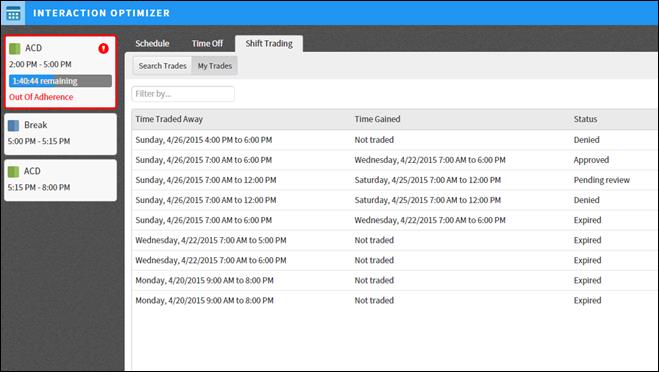 INTERACTION OPTIMIZER
ACD
2:00 PM - 5:00 PM
1:40:44 remaining
Out Of Adherence
Break
5:00 PM - 5:15 PM
ACD
5:15 PM - 8:00 PM
Schedule Time Off Shift Trading
Search Trades My Trades
Filter by...
Time Traded Away Time Gained Status
Sunday, 4/26/2015 4:00 PM to 6:00 PM Not traded Denied
Sunday, 4/26/2015 7:00 AM to 6:00 PM Wednesday, 4/22/2015 7:00 AM to 6:00 PM Approved
Sunday, 4/26/2015 7:00 AM to 12:00 PM Saturday, 4/25/2015 7:00 AM to 12:00 PM Pending review
Sunday, 4/26/2015 7:00 AM to 12:00 PM Saturday, 4/25/2015 7:00 AM to 12:00 PM Denied
Sunday, 4/26/2015 7:00 AM to 6:00 PM Wednesday, 4/22/2015 7:00 AM to 6:00 PM Expired
Wednesday, 4/22/2015 7:00 AM to 5:00 PM Not traded Expired
Wednesday, 4/22/2015 7:00 AM to 6:00 PM Not traded Expired
Monday, 4/20/2015 9:00 AM to 8:00 PM Not traded Expired
Monday, 4/20/2015 9:00 AM to 8:00 PM Not traded Expired